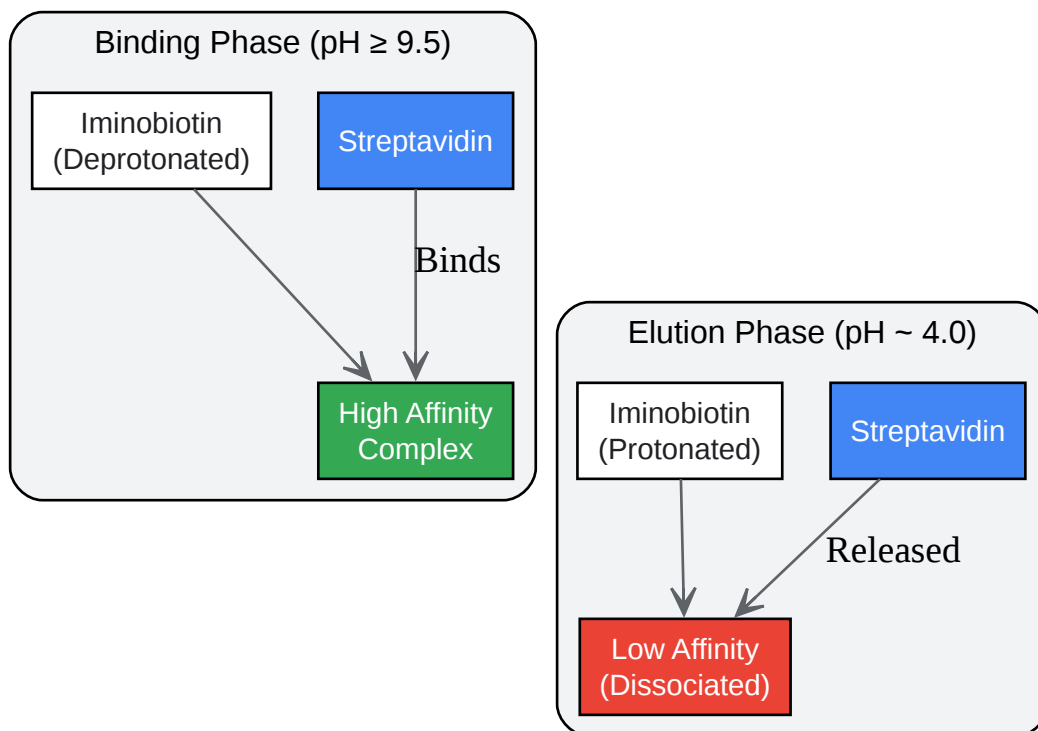 Binding Phase (pH ≥ 9.5)
Iminobiotin
(Deprotonated)
Streptavidin
Binds
High Affinity
Complex
Elution Phase (pH ~ 4.0)
Iminobiotin
(Protonated)
Streptavidin
Released
Low Affinity
(Dissociated)